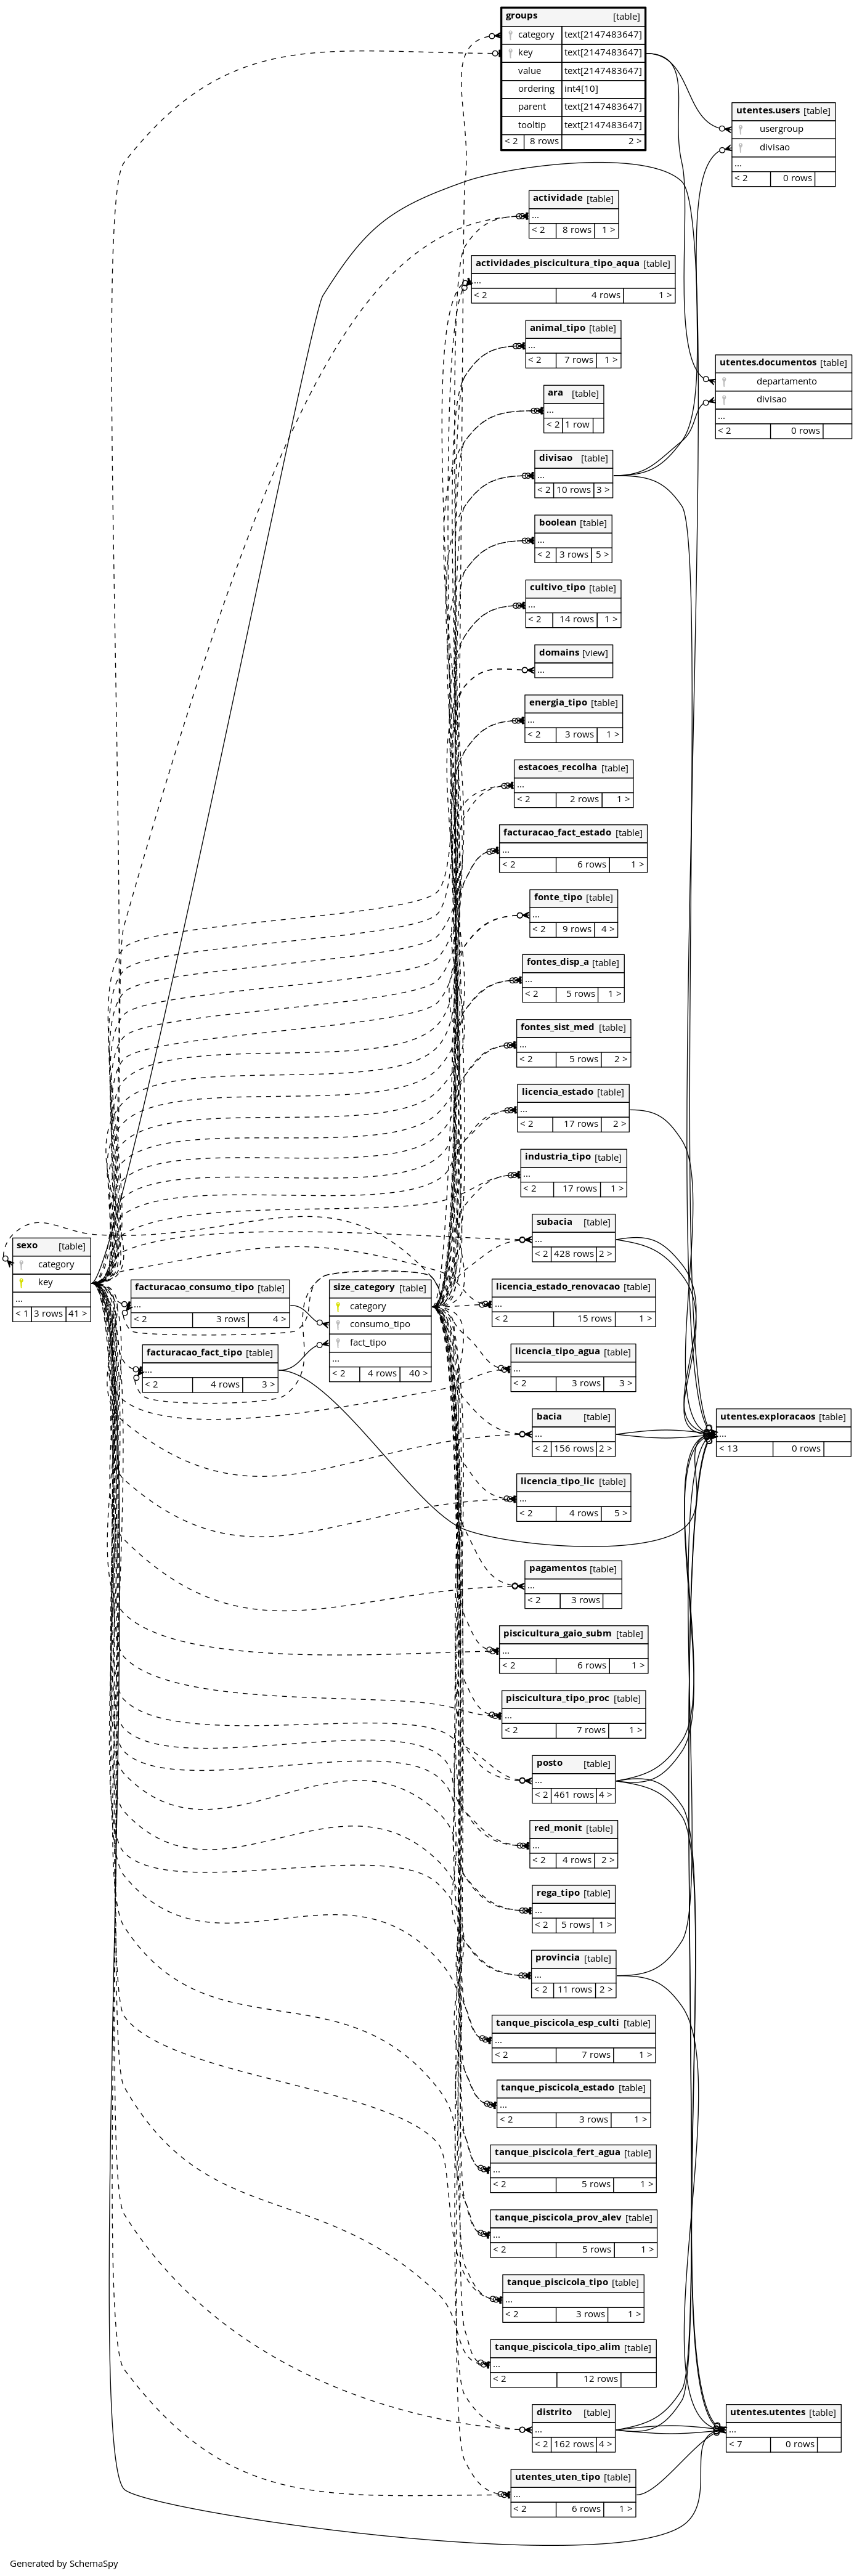 groups [table]
category text[2147483647]
key text[2147483647]
value text[2147483647]
ordering int4[10]
parent text[2147483647]
tooltip text[2147483647]
< 2 8 rows 2 >
utentes.users [table]
usergroup
divisao
...
< 2 0 rows
actividade [table]
...
< 2 8 rows 1 >
actividades_piscicultura_tipo_aqua [table]
...
< 2 4 rows 1 >
animal_tipo [table]
...
< 2 7 rows 1 >
utentes.documentos [table]
departamento
divisao
...
< 2 0 rows
ara [table]
...
< 2 1 row
divisao [table]
...
< 2 10 rows 3 >
boolean [table]
...
< 2 3 rows 5 >
cultivo_tipo [table]
...
< 2 14 rows 1 >
domains [view]
...
energia_tipo [table]
...
< 2 3 rows 1 >
estacoes_recolha [table]
...
< 2 2 rows 1 >
facturacao_fact_estado [table]
...
< 2 6 rows 1 >
fonte_tipo [table]
...
< 2 9 rows 4 >
fontes_disp_a [table]
...
< 2 5 rows 1 >
fontes_sist_med [table]
...
< 2 5 rows 2 >
licencia_estado [table]
...
< 2 17 rows 2 >
industria_tipo [table]
...
< 2 17 rows 1 >
subacia [table]
...
< 2 428 rows 2 >
sexo [table]
category
key
...
< 1 3 rows 41 >
facturacao_consumo_tipo [table]
...
< 2 3 rows 4 >
facturacao_fact_tipo [table]
...
< 2 4 rows 3 >
size_category [table]
category
consumo_tipo
fact_tipo
...
< 2 4 rows 40 >
licencia_estado_renovacao [table]
...
< 2 15 rows 1 >
licencia_tipo_agua [table]
...
< 2 3 rows 3 >
bacia [table]
...
< 2 156 rows 2 >
utentes.exploracaos [table]
...
< 13 0 rows
licencia_tipo_lic [table]
...
< 2 4 rows 5 >
pagamentos [table]
...
< 2 3 rows
piscicultura_gaio_subm [table]
...
< 2 6 rows 1 >
piscicultura_tipo_proc [table]
...
< 2 7 rows 1 >
posto [table]
...
< 2 461 rows 4 >
red_monit [table]
...
< 2 4 rows 2 >
rega_tipo [table]
...
< 2 5 rows 1 >
provincia [table]
...
< 2 11 rows 2 >
tanque_piscicola_esp_culti [table]
...
< 2 7 rows 1 >
tanque_piscicola_estado [table]
...
< 2 3 rows 1 >
tanque_piscicola_fert_agua [table]
...
< 2 5 rows 1 >
tanque_piscicola_prov_alev [table]
...
< 2 5 rows 1 >
tanque_piscicola_tipo [table]
...
< 2 3 rows 1 >
tanque_piscicola_tipo_alim [table]
...
< 2 12 rows
distrito [table]
...
< 2 162 rows 4 >
utentes.utentes [table]
...
< 7 0 rows
utentes_uten_tipo [table]
...
< 2 6 rows 1 >
Generated by SchemaSpy